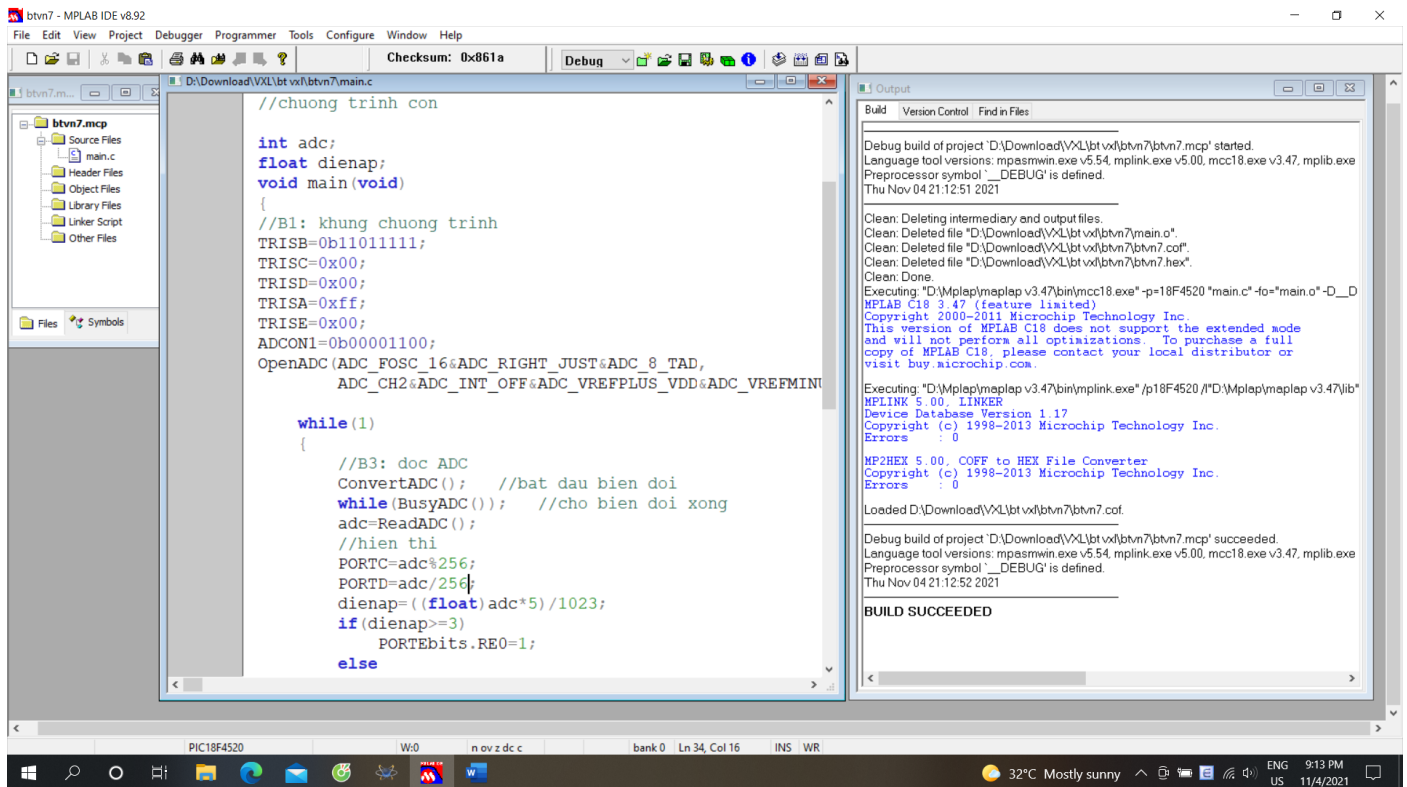 btvn7 - MPLAB IDE v8.92
File Edit View Project Debugger Programmer Tools Configure Window Help
Checksum: 0x861a
Debug
btvn7.m...
btvn7.mcp
Source Files
main.c
Header Files
Object Files
Library Files
Linker Script
Other Files
Files
Symbols
D:\Download\VXL\bt vxl\btvn7\main.c
//chuong trinh con
int adc;
float dienap;
void main(void)
{
//B1: khung chuong trinh
TRISB=0b11011111;
TRISC=0x00;
TRISD=0x00;
TRISA=0xff;
TRISE=0x00;
ADCON1=0b00001100;
OpenADC(ADC_FOSC_16&ADC_RIGHT_JUST&ADC_8_TAD,
ADC_CH2&ADC_INT_OFF&ADC_VREFPLUS_VDD&ADC_VREFMINU
while(1)
{
//B3: doc ADC
ConvertADC(); //bat dau bien doi
while(BusyADC()); //cho bien doi xong
adc=ReadADC();
//hien thi
PORTC=adc%256;
PORTD=adc/256;
dienap=((float)adc*5)/1023;
if(dienap>=3)
PORTEbits.RE0=1;
else
Output
Build Version Control Find in Files
Debug build of project `D:\Download\VXL\bt vxl\btvn7\btvn7.mcp' started.
Language tool versions: mpasmwin.exe v5.54, mplink.exe v5.00, mcc18.exe v3.47, mplib.exe
Preprocessor symbol `__DEBUG' is defined.
Thu Nov 04 21:12:51 2021
Clean: Deleting intermediary and output files.
Clean: Deleted file "D:\Download\VXL\bt vxl\btvn7\main.o".
Clean: Deleted file "D:\Download\VXL\bt vxl\btvn7\btvn7.cof".
Clean: Deleted file "D:\Download\VXL\bt vxl\btvn7\btvn7.hex".
Clean: Done.
Executing: "D:\Mplap\maplap v3.47\bin\mcc18.exe" -p=18F4520 "main.c" -fo="main.o" -D__D
MPLAB C18 3.47 (feature limited)
Copyright 2000-2011 Microchip Technology Inc.
This version of MPLAB C18 does not support the extended mode
and will not perform all optimizations. To purchase a full
copy of MPLAB C18, please contact your local distributor or
visit buy.microchip.com.
Executing: "D:\Mplap\maplap v3.47\bin\mplink.exe" /p18F4520 /l"D:\Mplap\maplap v3.47\lib"
MPLINK 5.00, LINKER
Device Database Version 1.17
Copyright (c) 1998-2013 Microchip Technology Inc.
Errors : 0
MP2HEX 5.00, COFF to HEX File Converter
Copyright (c) 1998-2013 Microchip Technology Inc.
Errors : 0
Loaded D:\Download\VXL\bt vxl\btvn7\btvn7.cof.
Debug build of project `D:\Download\VXL\bt vxl\btvn7\btvn7.mcp' succeeded.
Language tool versions: mpasmwin.exe v5.54, mplink.exe v5.00, mcc18.exe v3.47, mplib.exe
Preprocessor symbol `__DEBUG' is defined.
Thu Nov 04 21:12:52 2021
BUILD SUCCEEDED
PIC18F4520 W:0 n ov z dc c bank 0 Ln 34, Col 16 INS WR
32°C Mostly sunny
ENG
US
9:13 PM
11/4/2021